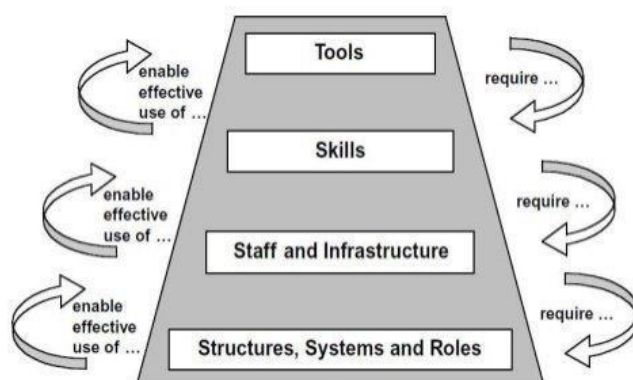 Tools
enable
effective
use of …
require …
Skills
enable
effective
use of …
require …
Staff and Infrastructure
enable
effective
use of …
require …
Structures, Systems and Roles